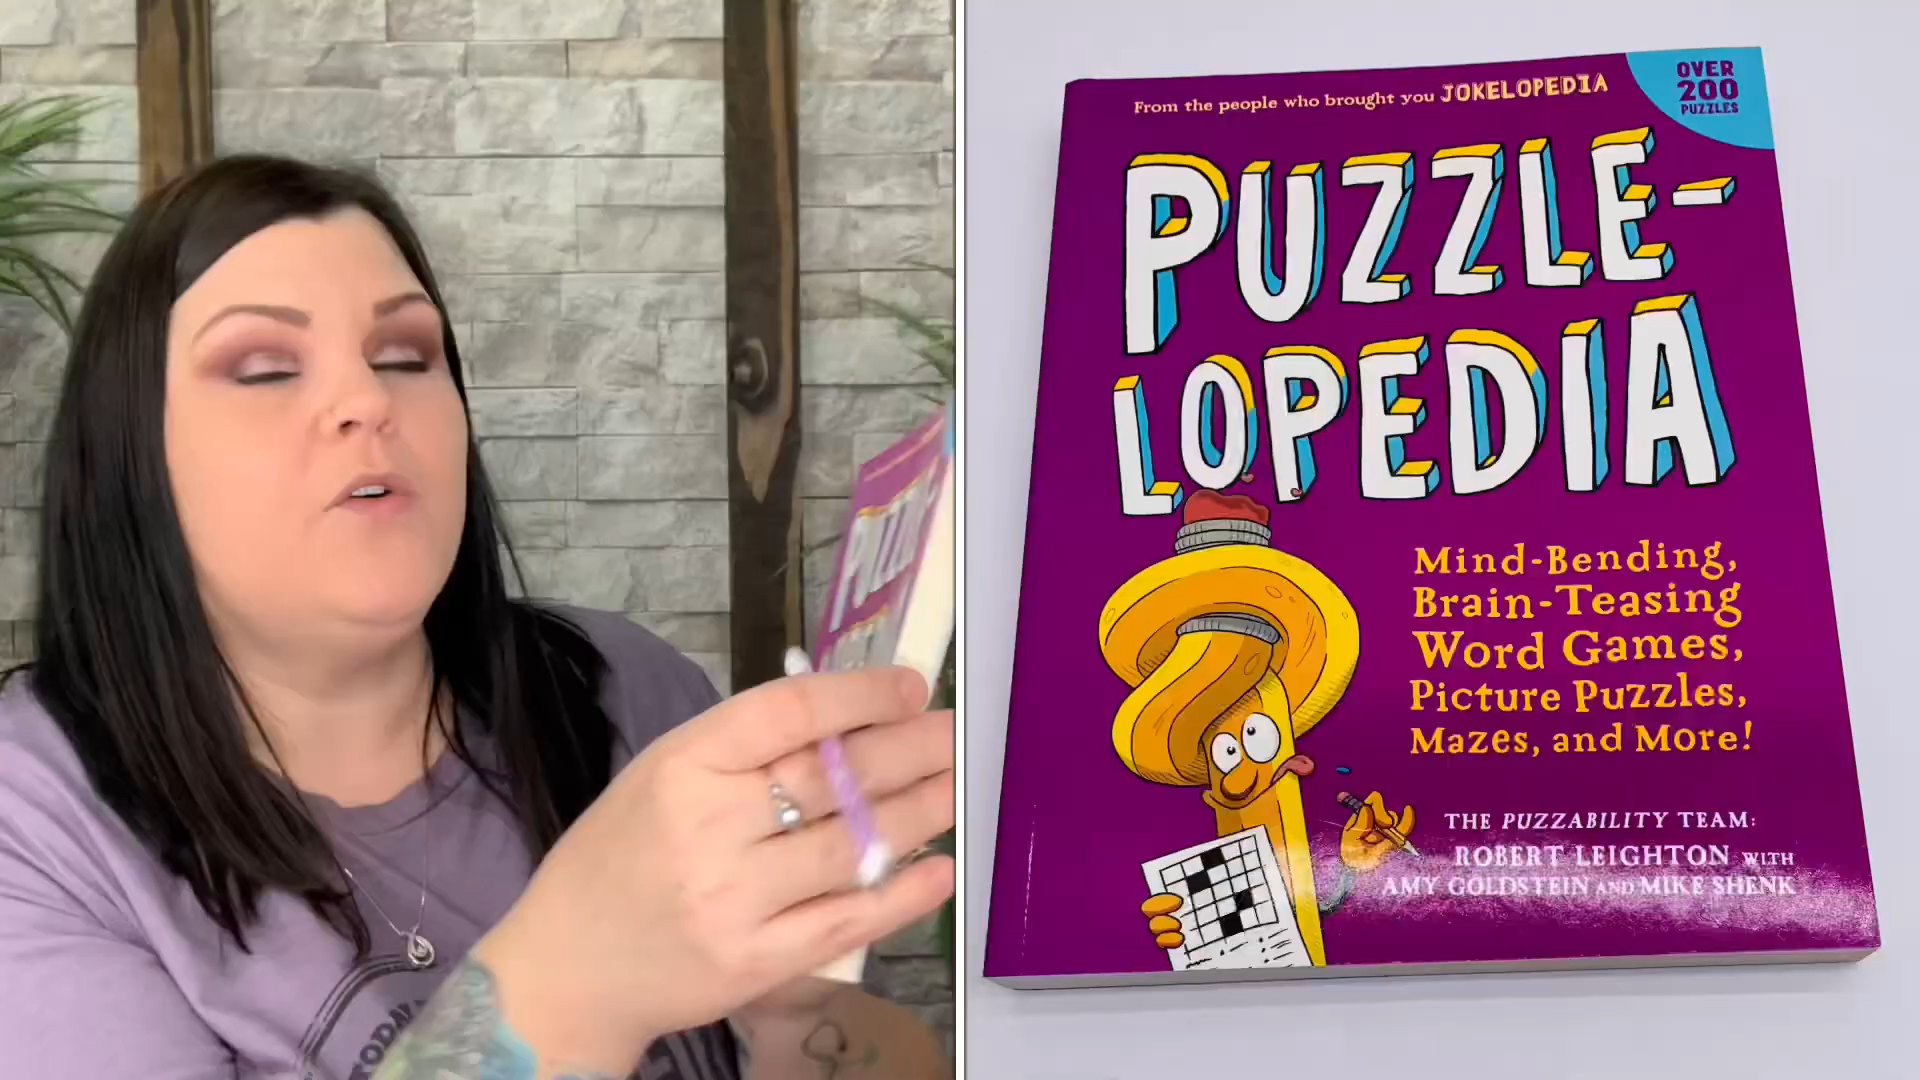 From the people who brought you JOKELOPEDIA
OVER
200
PUZZLES
PUZZLE-
LOPEDIA
Mind-Bending,
Brain-Teasing
Word Games,
Picture Puzzles,
Mazes, and More!
THE PUZZABILITY TEAM:
ROBERT LEIGHTON WITH
AMY GOLDSTEIN AND MIKE SHENK